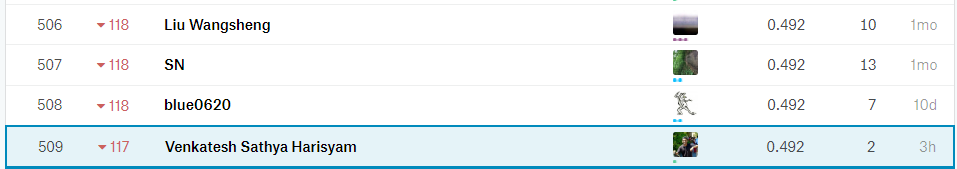 506 118 Liu Wangsheng 0.492 10 1mo
507 118 SN 0.492 13 1mo
508 118 blue0620 0.492 7 10d
509 117 Venkatesh Sathya Harisyam 0.492 2 3h